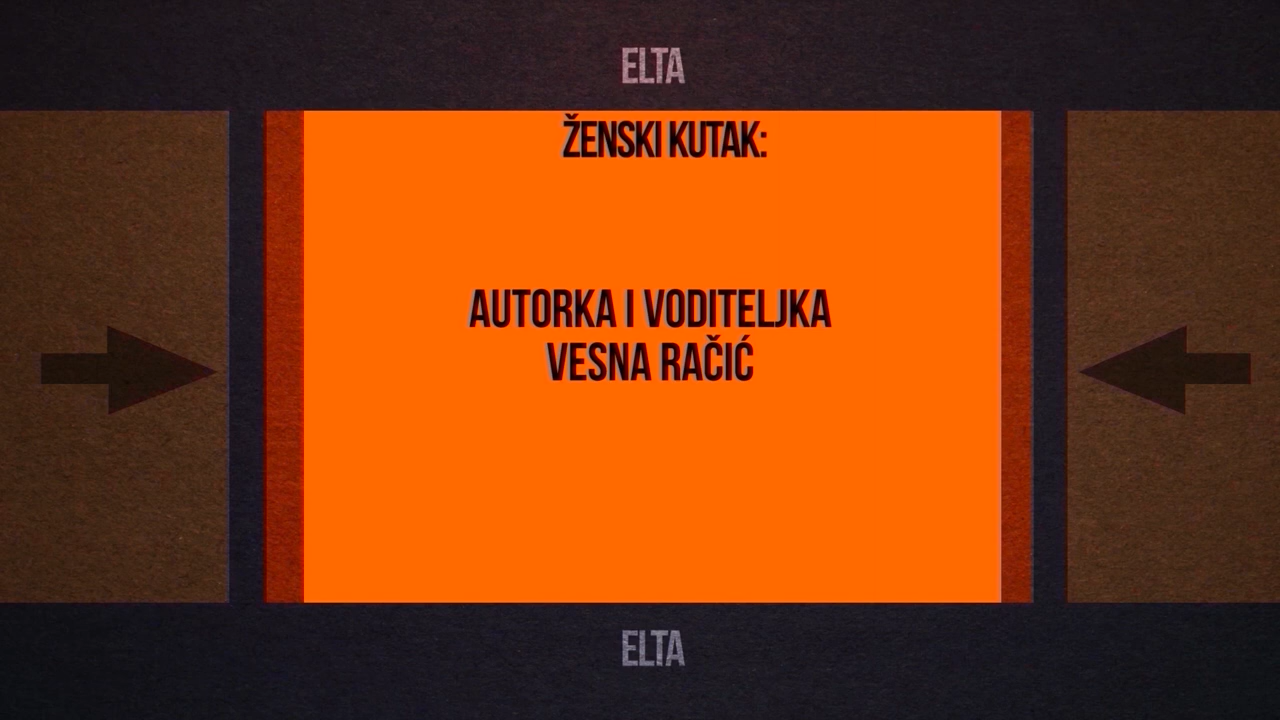 ELTA
ŽENSKI KUTAK:
AUTORKA I VODITELJKA
VESNA RAČIĆ
ELTA